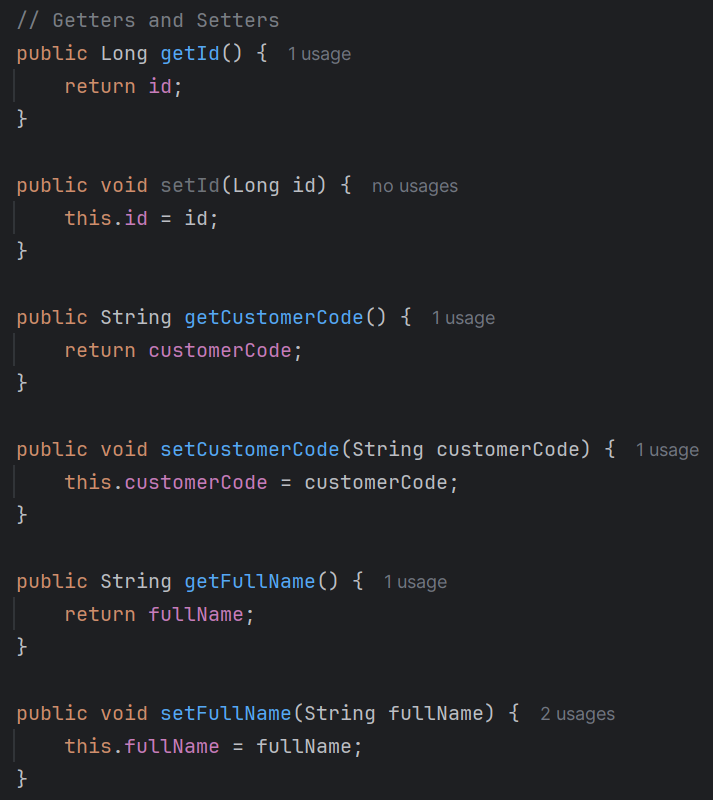 // Getters and Setters
public Long getId() { 1 usage
    return id;
}
public void setId(Long id) { no usages
    this.id = id;
}
public String getCustomerCode() { 1 usage
    return customerCode;
}
public void setCustomerCode(String customerCode) { 1 usage
    this.customerCode = customerCode;
}
public String getFullName() { 1 usage
    return fullName;
}
public void setFullName(String fullName) { 2 usages
    this.fullName = fullName;
}